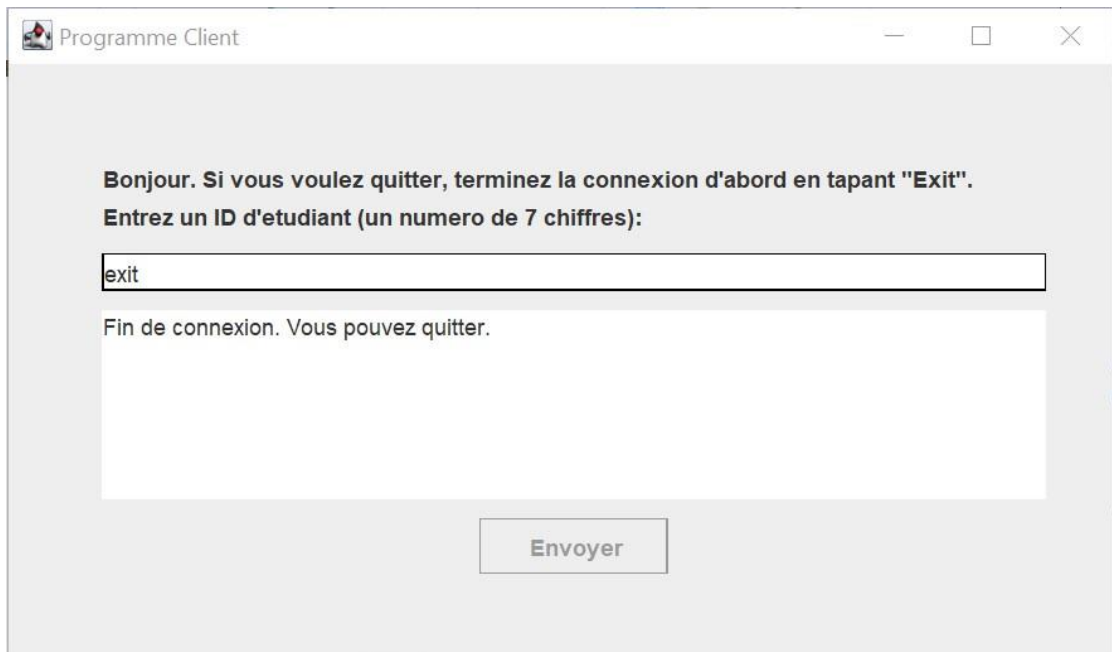 Programme Client
Bonjour. Si vous voulez quitter, terminez la connexion d'abord en tapant "Exit".
Entrez un ID d'etudiant (un numero de 7 chiffres):
exit
Fin de connexion. Vous pouvez quitter.
Envoyer